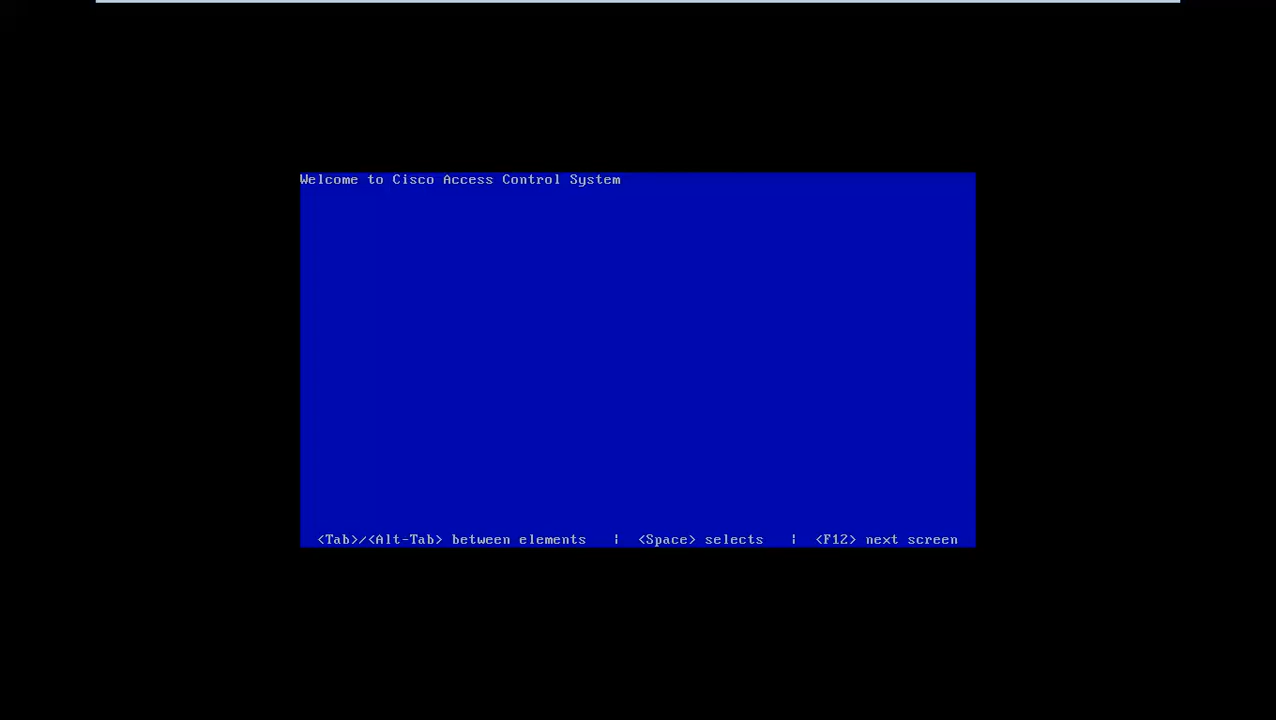 Welcome to Cisco Access Control System
<Tab>/<Alt-Tab> between elements   |  <Space> selects   |  <F12> next screen